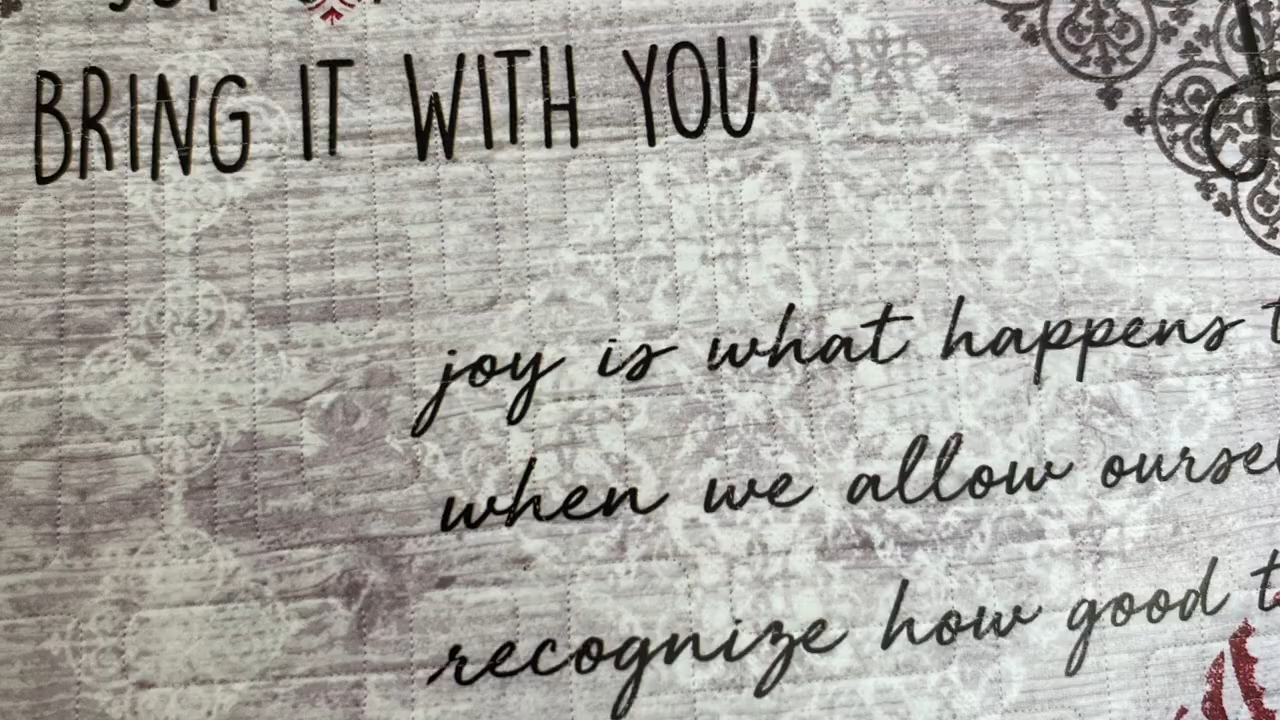 BRING IT WITH YOU
joy is what happens
when we allow
recognize how good